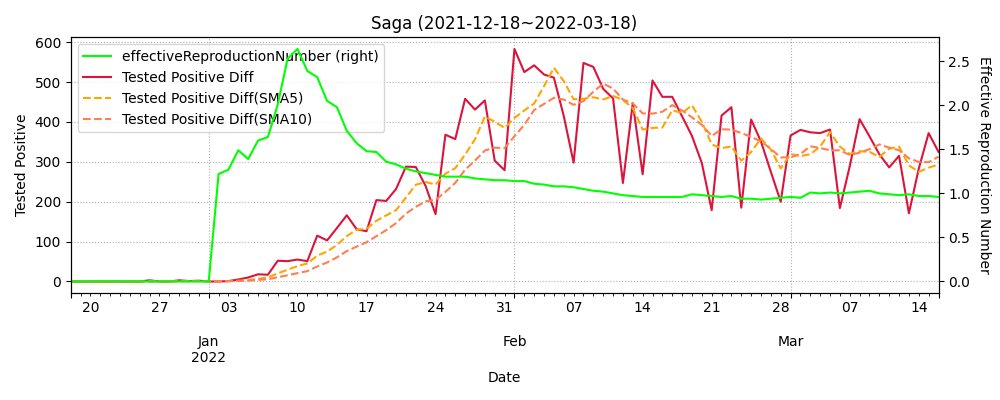 Saga (2021-12-18~2022-03-18)
effectiveReproductionNumber (right)
Tested Positive Diff
Tested Positive Diff(SMA5)
Tested Positive Diff(SMA10)
Tested Positive
600
500
400
300
200
100
0
2.5
2.0
1.5
1.0
0.5
0.0
Effective Reproduction Number
20 27 03 10 17 24 31 07 14 21 28 07 14
Jan Feb Mar
2022
Date